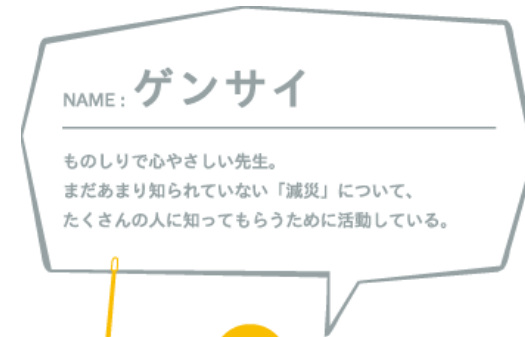 NAME : ゲンサイ
ものしりで心やさしい先生。
まだあまり知られていない「減災」について、
たくさんの人に知ってもらうために活動している。